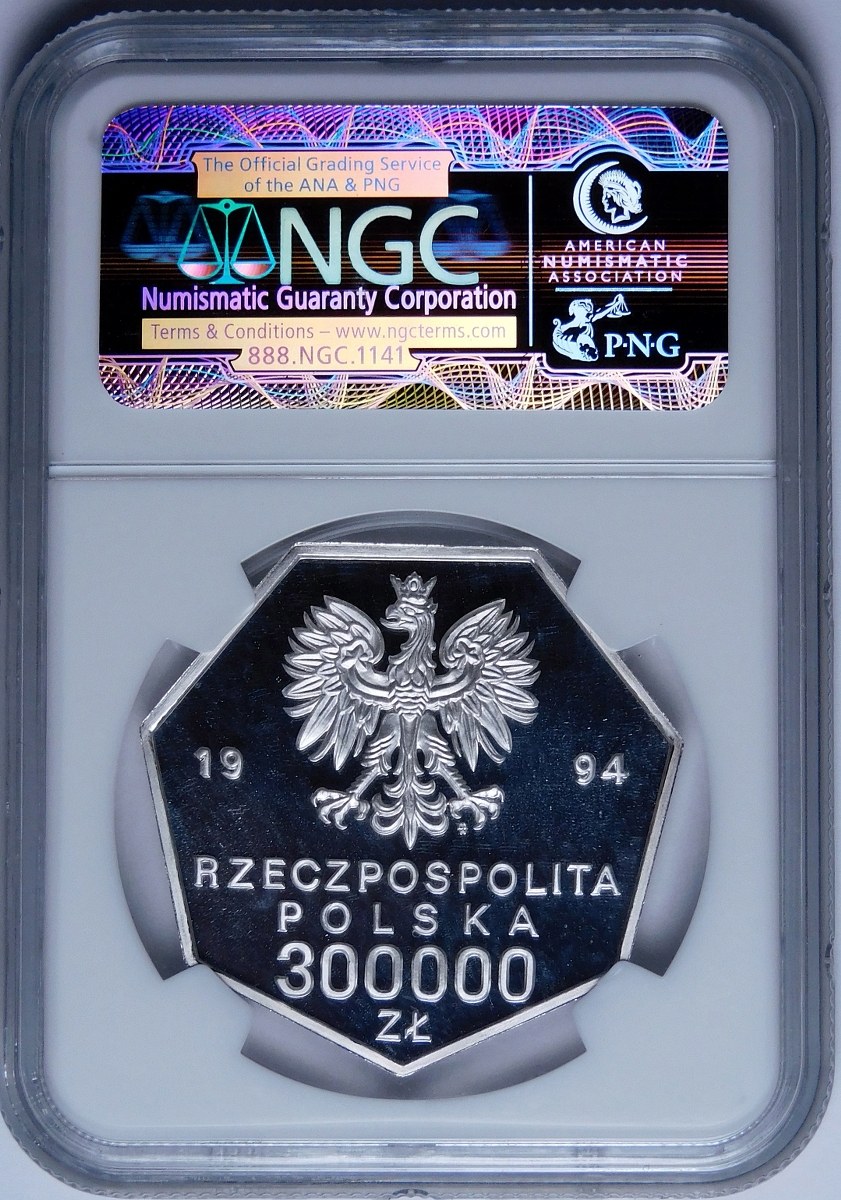 The Official Grading Service
of the ANA & PNG
NGC
Numismatic Guaranty Corporation
Terms & Conditions – www.ngcterms.com
888.NGC.1141
AMERICAN
NUMISMATIC
ASSOCIATION
P·N·G
19 94
RZECZPOSPOLITA
POLSKA
300000
ZŁ